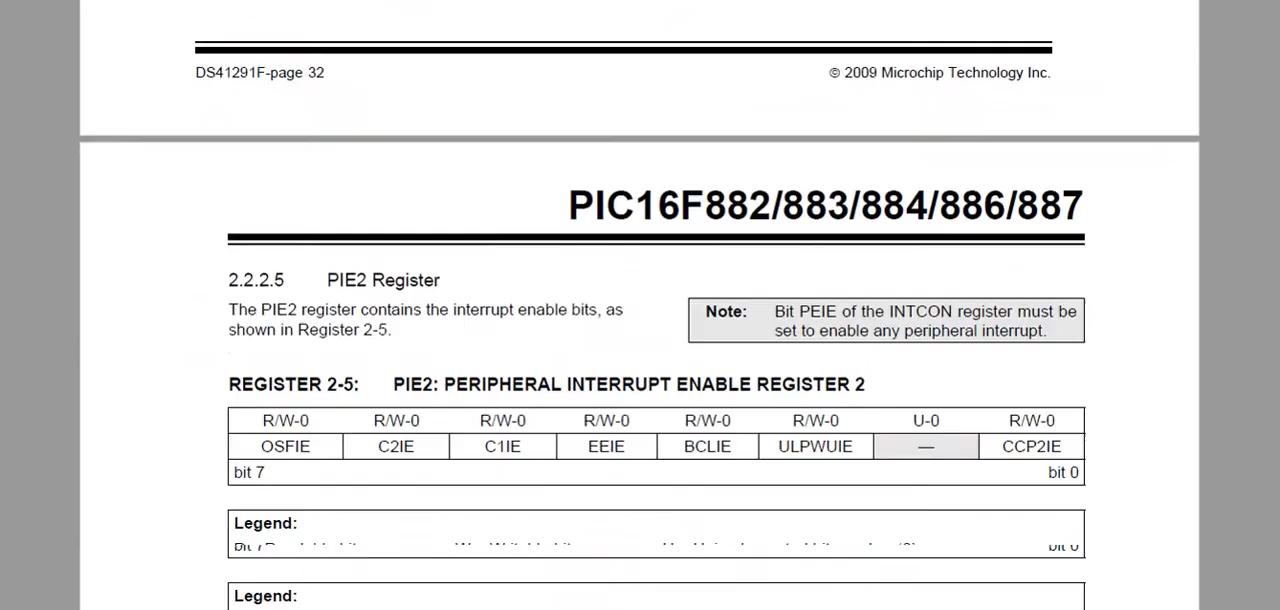 DS41291F-page 32
© 2009 Microchip Technology Inc.
PIC16F882/883/884/886/887
2.2.2.5 PIE2 Register
The PIE2 register contains the interrupt enable bits, as
shown in Register 2-5.
Note: Bit PEIE of the INTCON register must be
set to enable any peripheral interrupt.
REGISTER 2-5: PIE2: PERIPHERAL INTERRUPT ENABLE REGISTER 2
R/W-0 R/W-0 R/W-0 R/W-0 R/W-0 R/W-0 U-0 R/W-0
OSFIE C2IE C1IE EEIE BCLIE ULPWUIE — CCP2IE
bit 7 bit 0
Legend:
Legend: